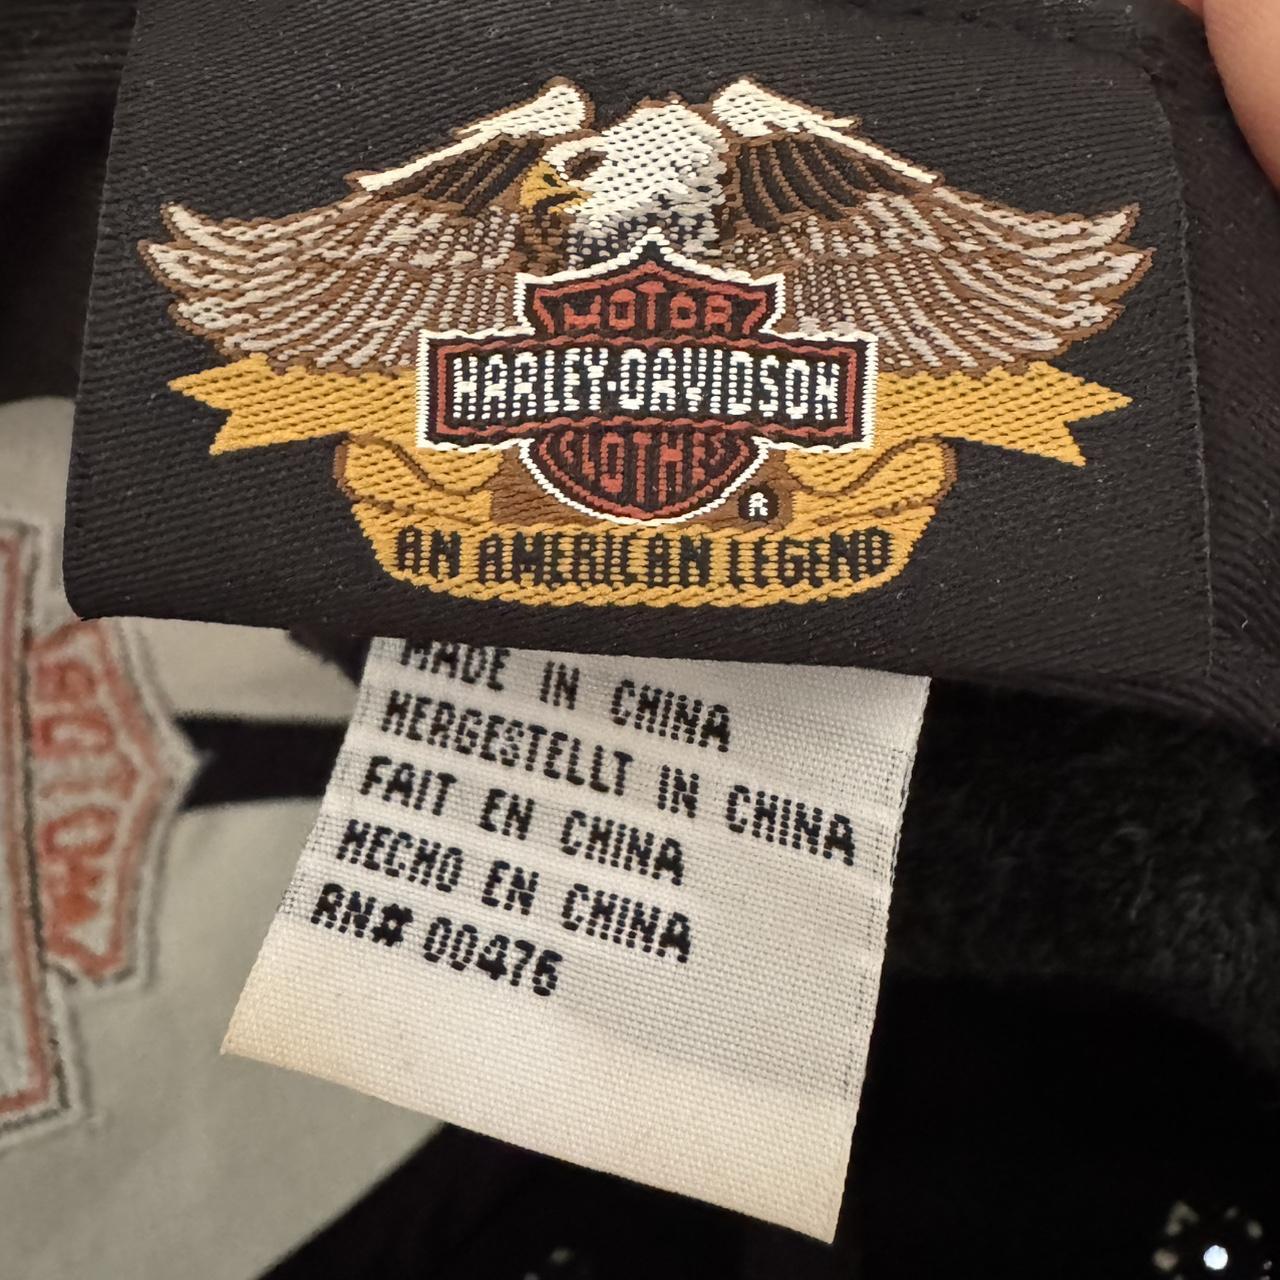 MOTOR
HARLEY-DAVIDSON
CLOTHES
®
AN AMERICAN LEGEND
MADE IN CHINA
HERGESTELLT IN CHINA
FAIT EN CHINA
HECHO EN CHINA
RN# 00476
MOTOR